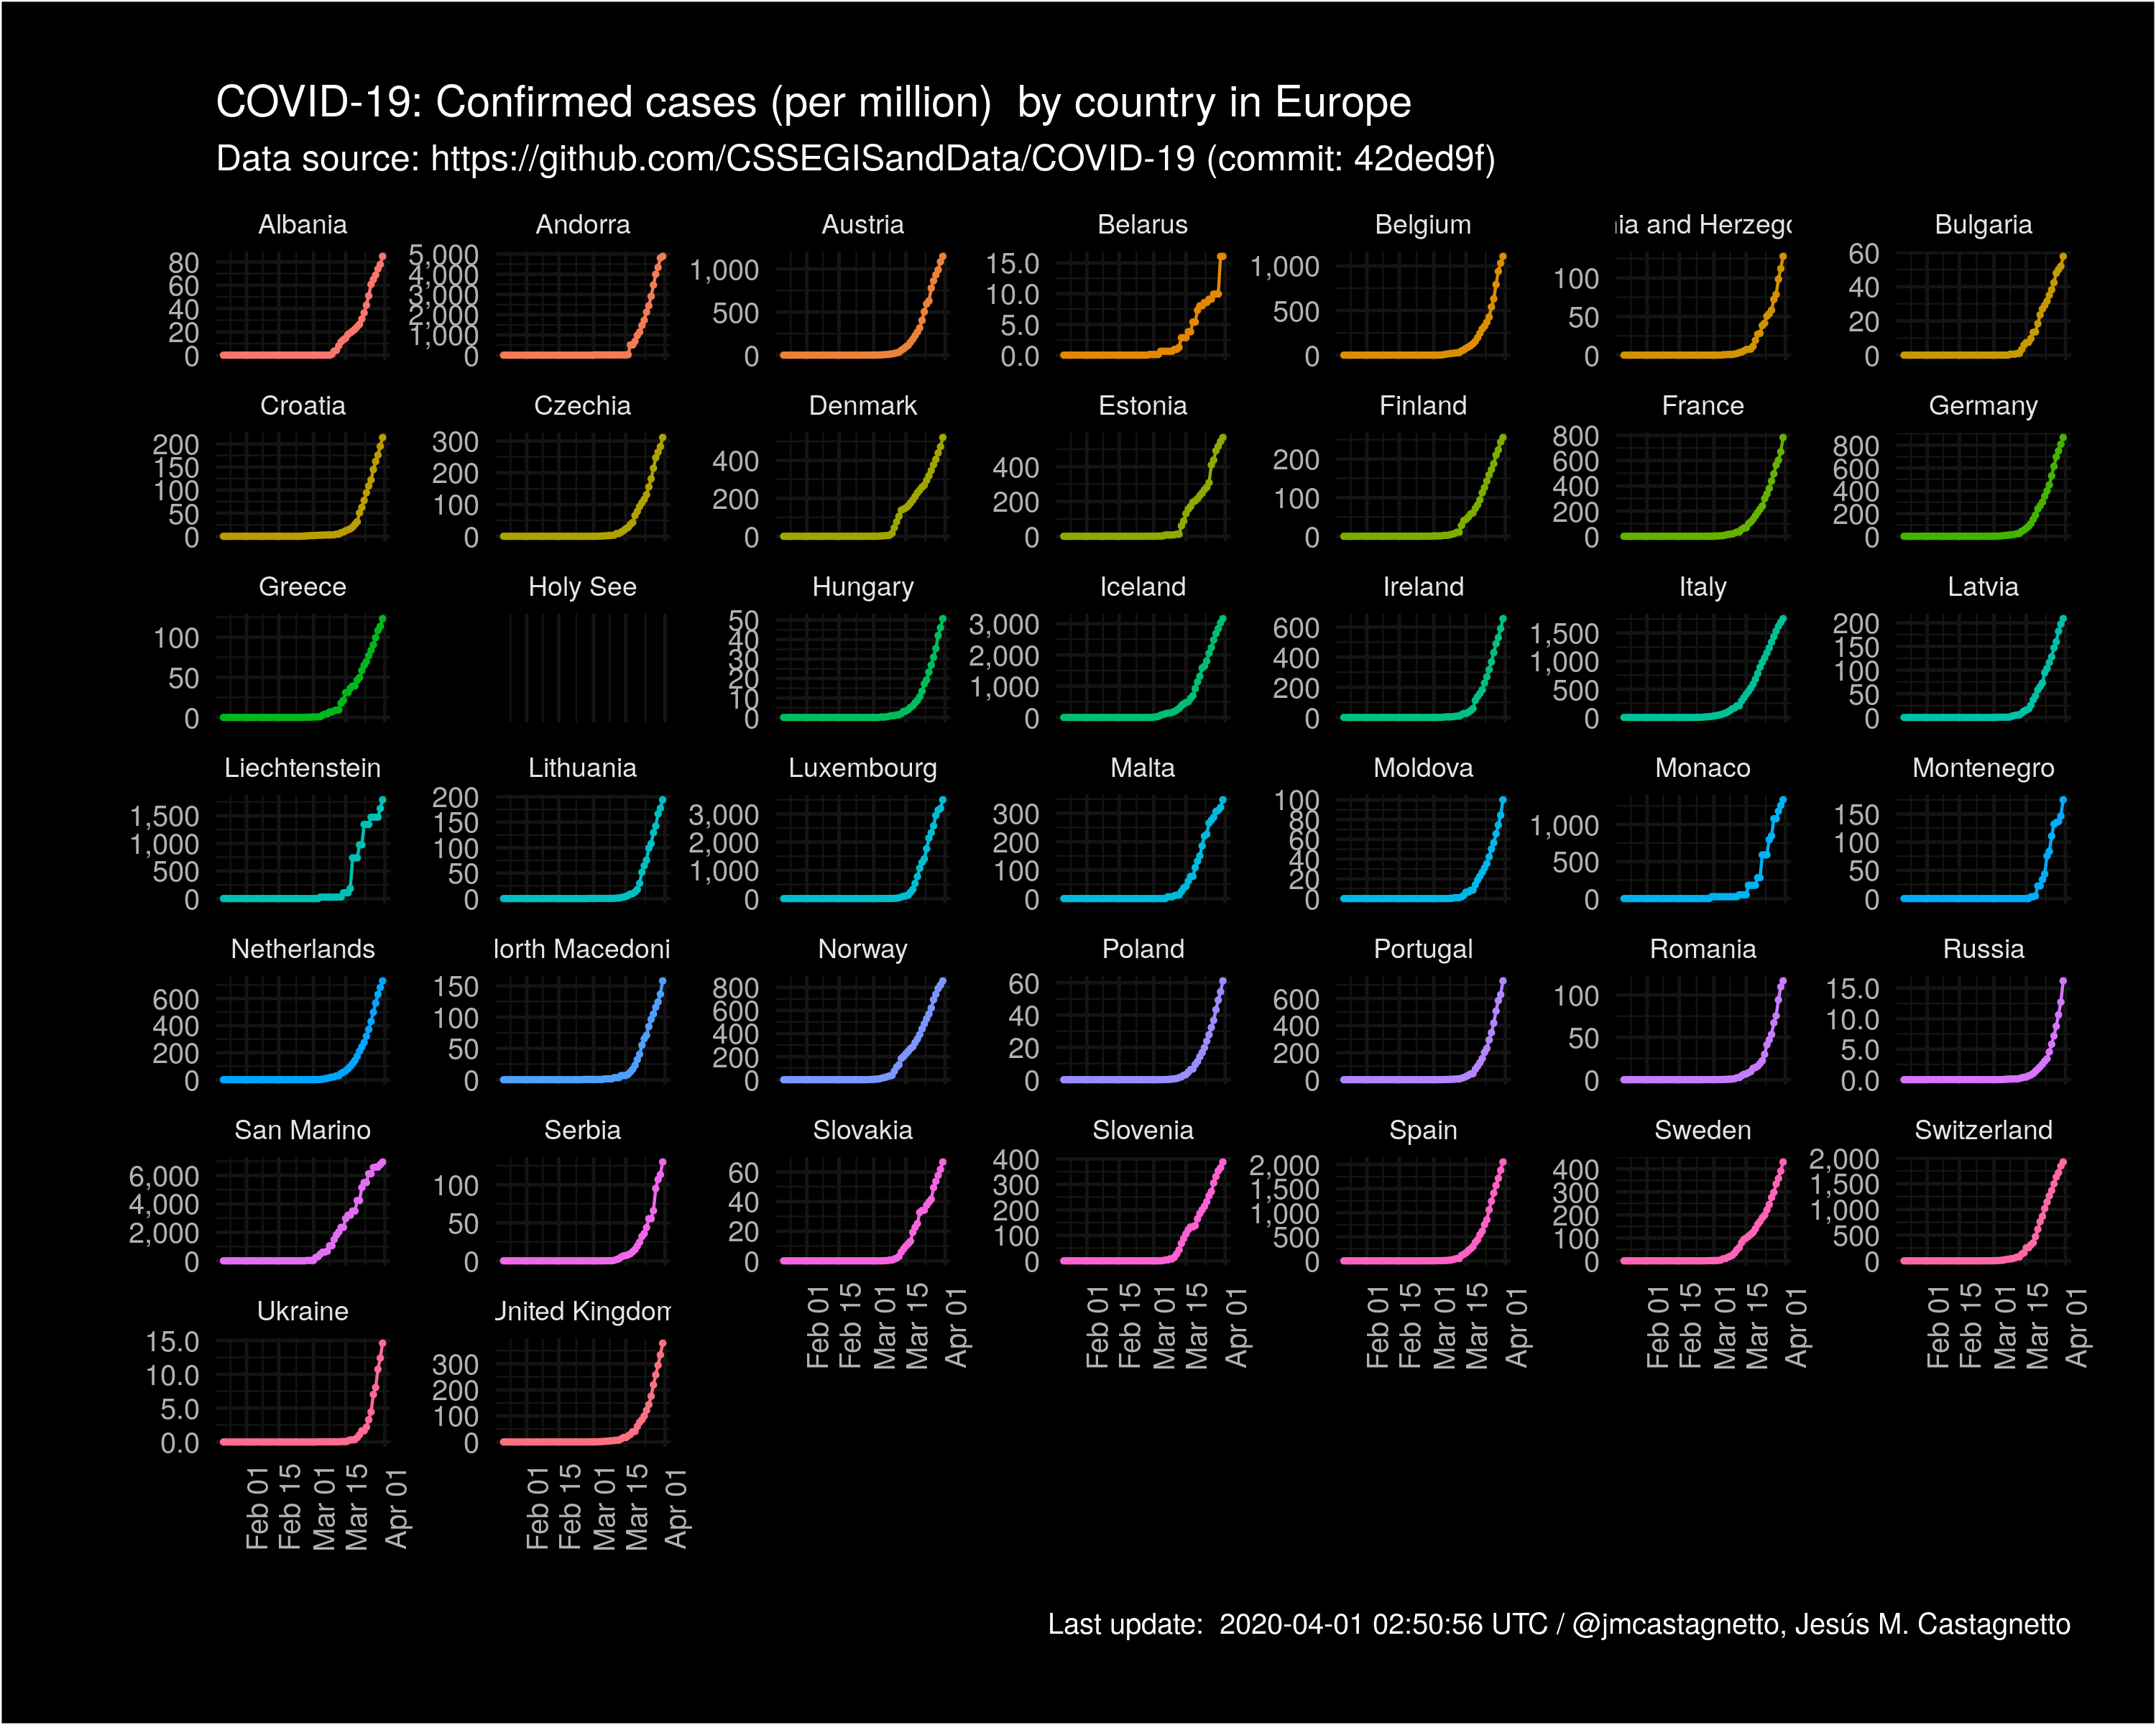 COVID-19: Confirmed cases (per million)  by country in Europe
Data source: https://github.com/CSSEGISandData/COVID-19 (commit: 42ded9f)
Albania
80
60
40
20
0
Andorra
5,000
4,000
3,000
2,000
1,000
0
Austria
1,000
500
0
Belarus
15.0
10.0
5.0
0.0
Belgium
1,000
500
0
nia and Herzego
100
50
0
Bulgaria
60
40
20
0
Croatia
200
150
100
50
0
Czechia
300
200
100
0
Denmark
400
200
0
Estonia
400
200
0
Finland
200
100
0
France
800
600
400
200
0
Germany
800
600
400
200
0
Greece
100
50
0
Holy See
Hungary
50
40
30
20
10
0
Iceland
3,000
2,000
1,000
0
Ireland
600
400
200
0
Italy
1,500
1,000
500
0
Latvia
200
150
100
50
0
Liechtenstein
1,500
1,000
500
0
Lithuania
200
150
100
50
0
Luxembourg
3,000
2,000
1,000
0
Malta
300
200
100
0
Moldova
100
80
60
40
20
0
Monaco
1,000
500
0
Montenegro
150
100
50
0
Netherlands
600
400
200
0
North Macedoni
150
100
50
0
Norway
800
600
400
200
0
Poland
60
40
20
0
Portugal
600
400
200
0
Romania
100
50
0
Russia
15.0
10.0
5.0
0.0
San Marino
6,000
4,000
2,000
0
Serbia
100
50
0
Slovakia
60
40
20
0
Feb 01
Feb 15
Mar 01
Mar 15
Apr 01
Slovenia
400
300
200
100
0
Feb 01
Feb 15
Mar 01
Mar 15
Apr 01
Spain
2,000
1,500
1,000
500
0
Feb 01
Feb 15
Mar 01
Mar 15
Apr 01
Sweden
400
300
200
100
0
Feb 01
Feb 15
Mar 01
Mar 15
Apr 01
Switzerland
2,000
1,500
1,000
500
0
Feb 01
Feb 15
Mar 01
Mar 15
Apr 01
Ukraine
15.0
10.0
5.0
0.0
Feb 01
Feb 15
Mar 01
Mar 15
Apr 01
United Kingdom
300
200
100
0
Feb 01
Feb 15
Mar 01
Mar 15
Apr 01
Last update:  2020-04-01 02:50:56 UTC / @jmcastagnetto, Jesús M. Castagnetto